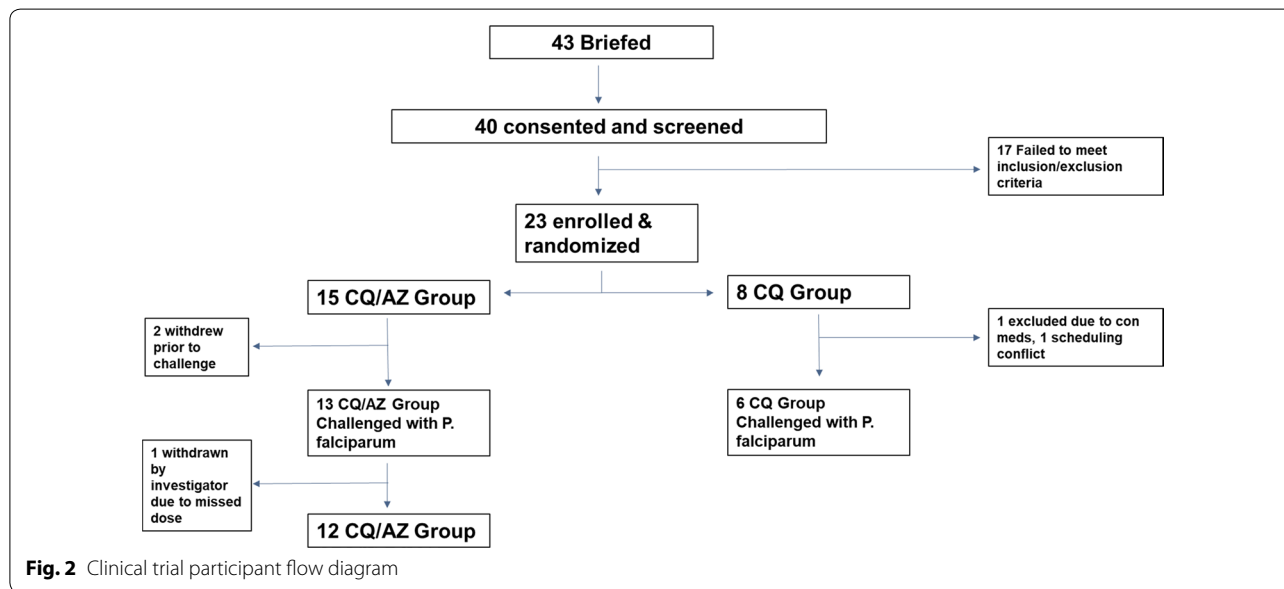 43 Briefed
40 consented and screened
17 Failed to meet
inclusion/exclusion
criteria
23 enrolled &
randomized
15 CQ/AZ Group
8 CQ Group
2 withdrew
prior to
challenge
1 excluded due to con
meds, 1 scheduling
conflict
13 CQ/AZ Group
Challenged with P.
falciparum
6 CQ Group
Challenged with P.
falciparum
1 withdrawn
by
investigator
due to missed
dose
12 CQ/AZ Group
Fig. 2 Clinical trial participant flow diagram